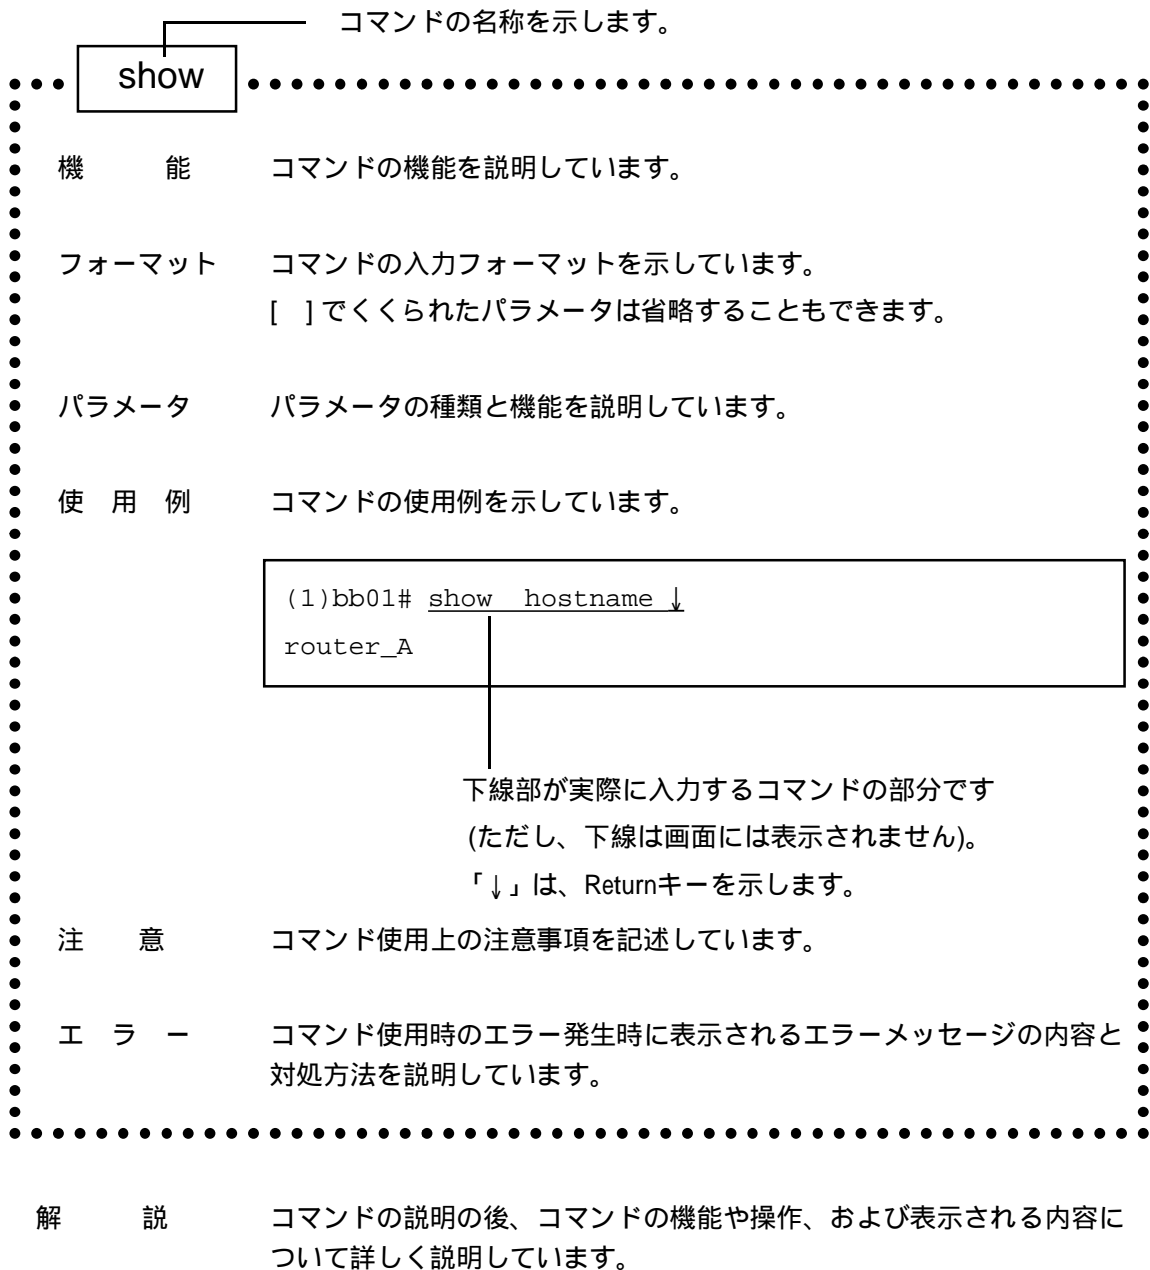 コマンドの名称を示します。
show
機　　　能　　　コマンドの機能を説明しています。
フォーマット　　コマンドの入力フォーマットを示しています。
[　]でくくられたパラメータは省略することもできます。
パラメータ　　　パラメータの種類と機能を説明しています。
使　用　例　　　コマンドの使用例を示しています。
(1)bb01# show  hostname ↓
router_A
下線部が実際に入力するコマンドの部分です
(ただし、下線は画面には表示されません)。
「↓」は、Returnキーを示します。
注　　意　　　　コマンド使用上の注意事項を記述しています。
エ　ラ　ー　　　コマンド使用時のエラー発生時に表示されるエラーメッセージの内容と
対処方法を説明しています。
解　　　説　　　コマンドの説明の後、コマンドの機能や操作、および表示される内容に
ついて詳しく説明しています。